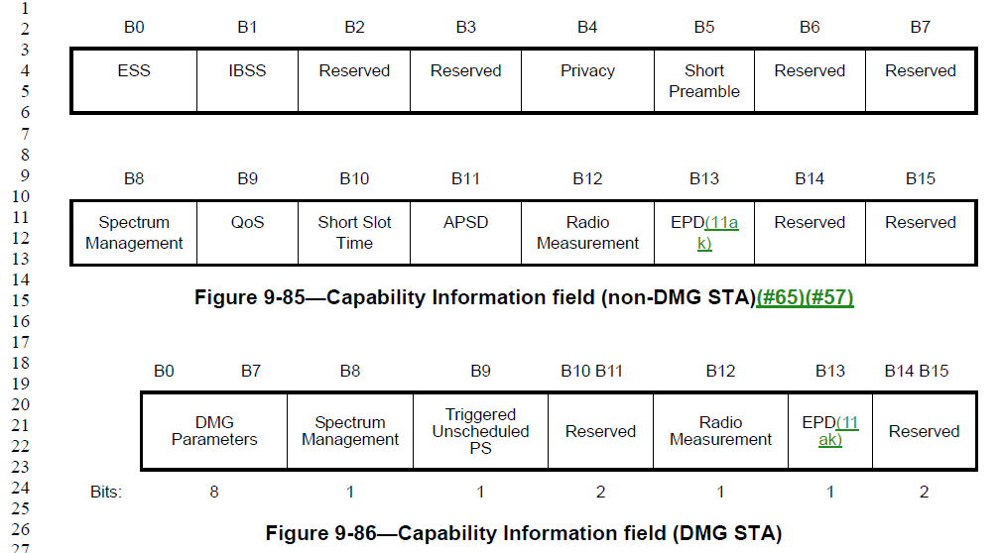 1
2 B0 B1 B2 B3 B4 B5 B6 B7
3
4 ESS IBSS Reserved Reserved Privacy Short Reserved Reserved
5 Preamble
6
7
8
9 B8 B9 B10 B11 B12 B13 B14 B15
10
11 Spectrum QoS Short Slot APSD Radio EPD(11a Reserved Reserved
12 Management Time Measurement k)
13
14
15 Figure 9-85—Capability Information field (non-DMG STA)(#65)(#57)
16
17
18 B0 B7 B8 B9 B10 B11 B12 B13 B14 B15
19
20 Triggered
21 DMG Spectrum Unscheduled Reserved Radio EPD(11 Reserved
22 Parameters Management PS Measurement ak)
23
24 Bits: 8 1 1 2 1 1 2
25
26 Figure 9-86—Capability Information field (DMG STA)
27